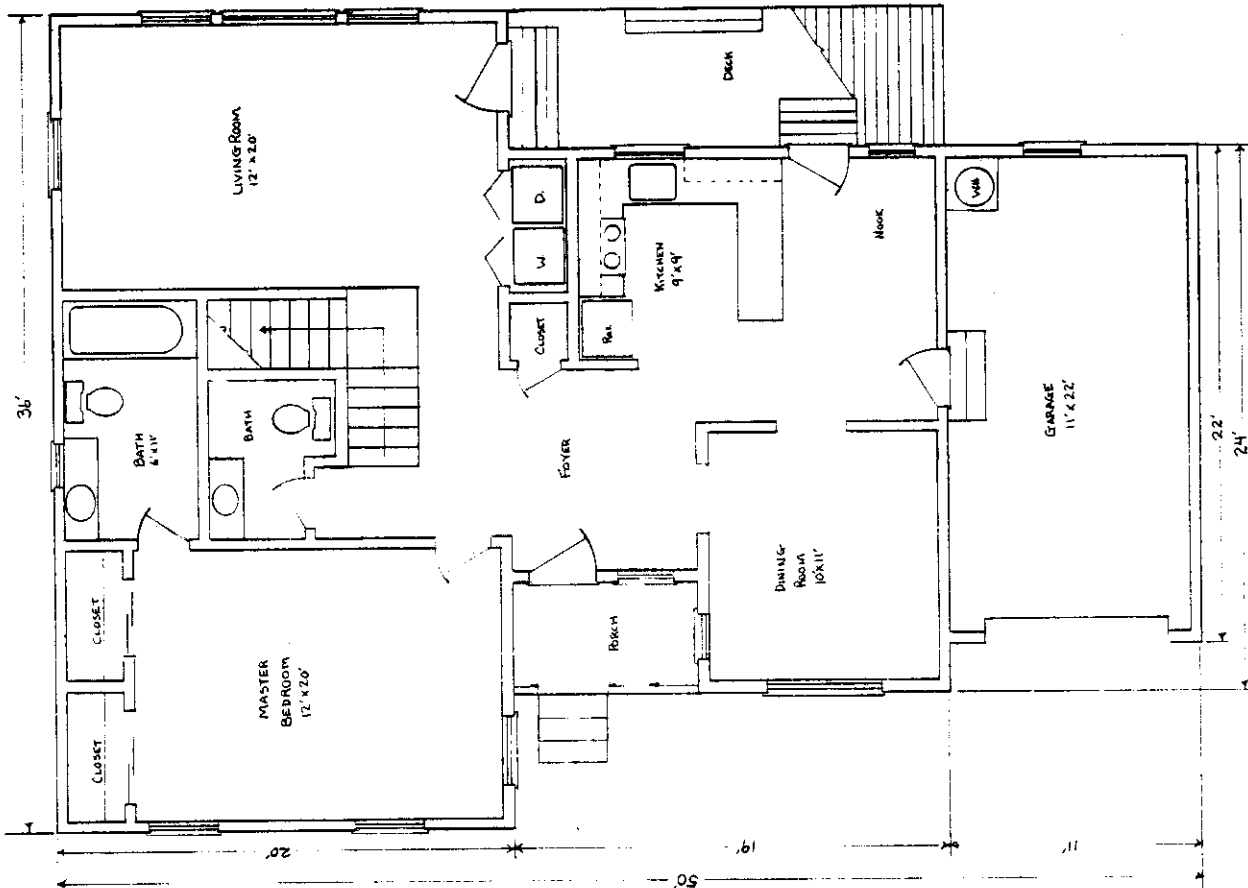 36'
LIVING ROOM
12' x 20'
DECK
D.
W.
CLOSET
KITCHEN
9' x 9'
REF.
NOOK
WH
BATH
6' x 11'
BATH
FOYER
GARAGE
11' x 22'
22'
24'
CLOSET
CLOSET
MASTER
BEDROOM
12' x 20'
PORCH
DINING
ROOM
10' x 11'
20'
19'
11'
50'